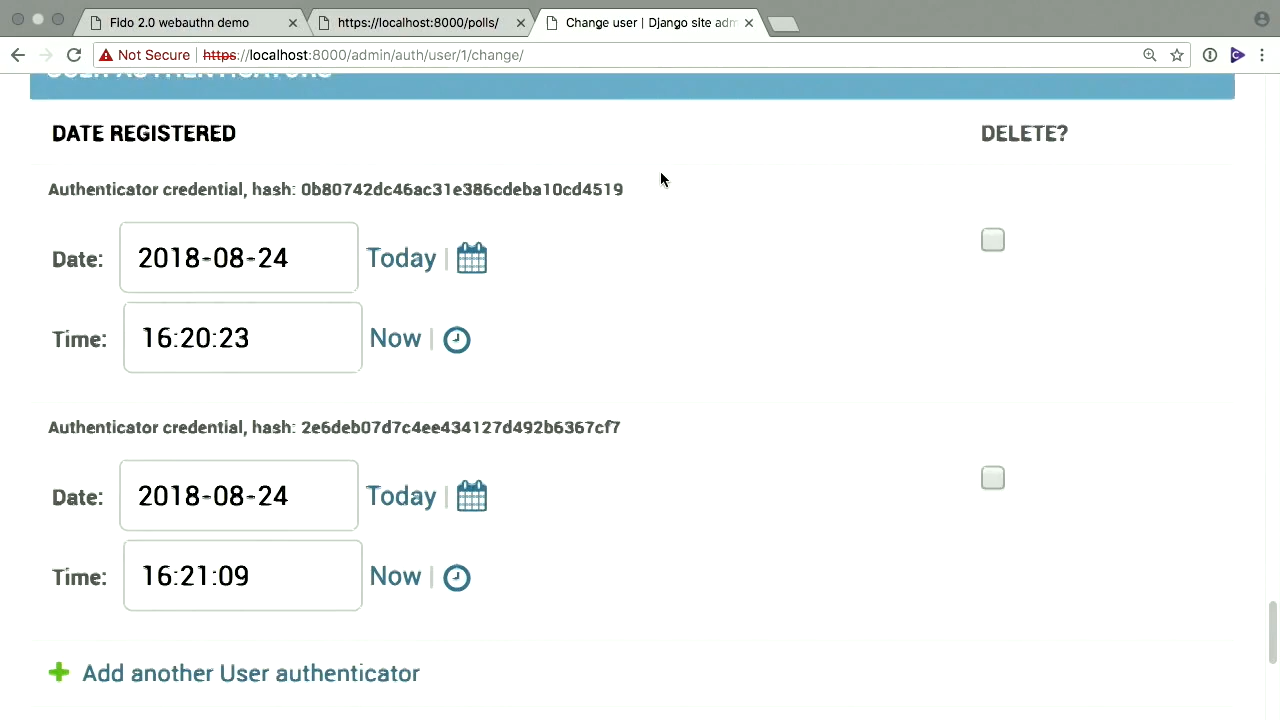 Fido 2.0 webauthn demo
https://localhost:8000/polls/
Change user | Django site adm
Not Secure https://localhost:8000/admin/auth/user/1/change/
USER AUTHENTICATORS
DATE REGISTERED DELETE?
Authenticator credential, hash: 0b80742dc46ac31e386cdeba10cd4519
Date: 2018-08-24 Today |
Time: 16:20:23 Now |
Authenticator credential, hash: 2e6deb07d7c4ee434127d492b6367cf7
Date: 2018-08-24 Today |
Time: 16:21:09 Now |
Add another User authenticator